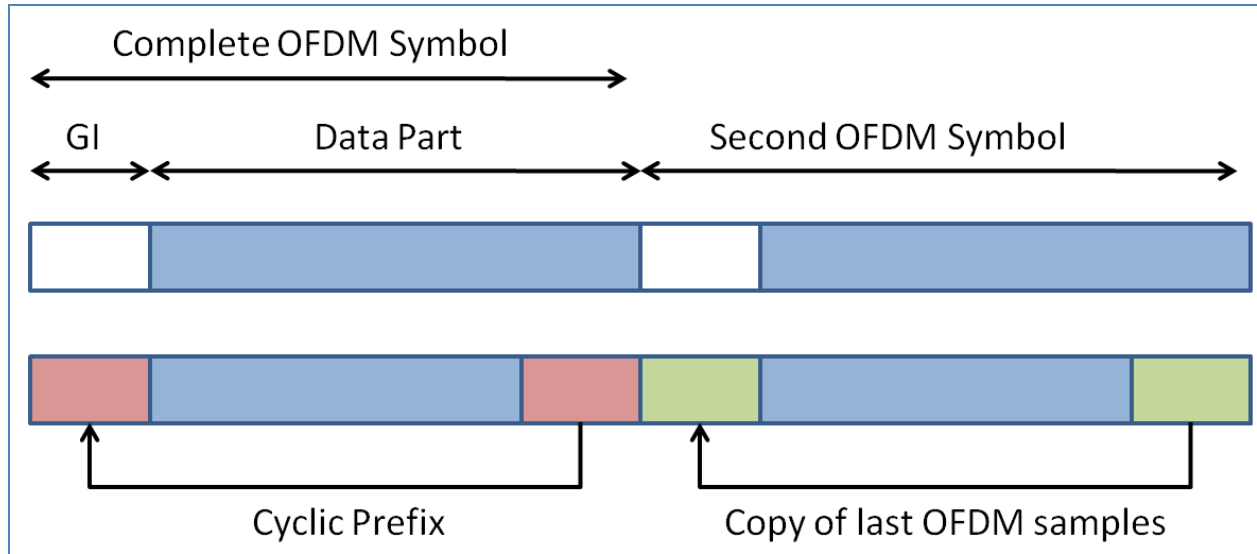 Complete OFDM Symbol
GI
Data Part
Second OFDM Symbol
Cyclic Prefix
Copy of last OFDM samples